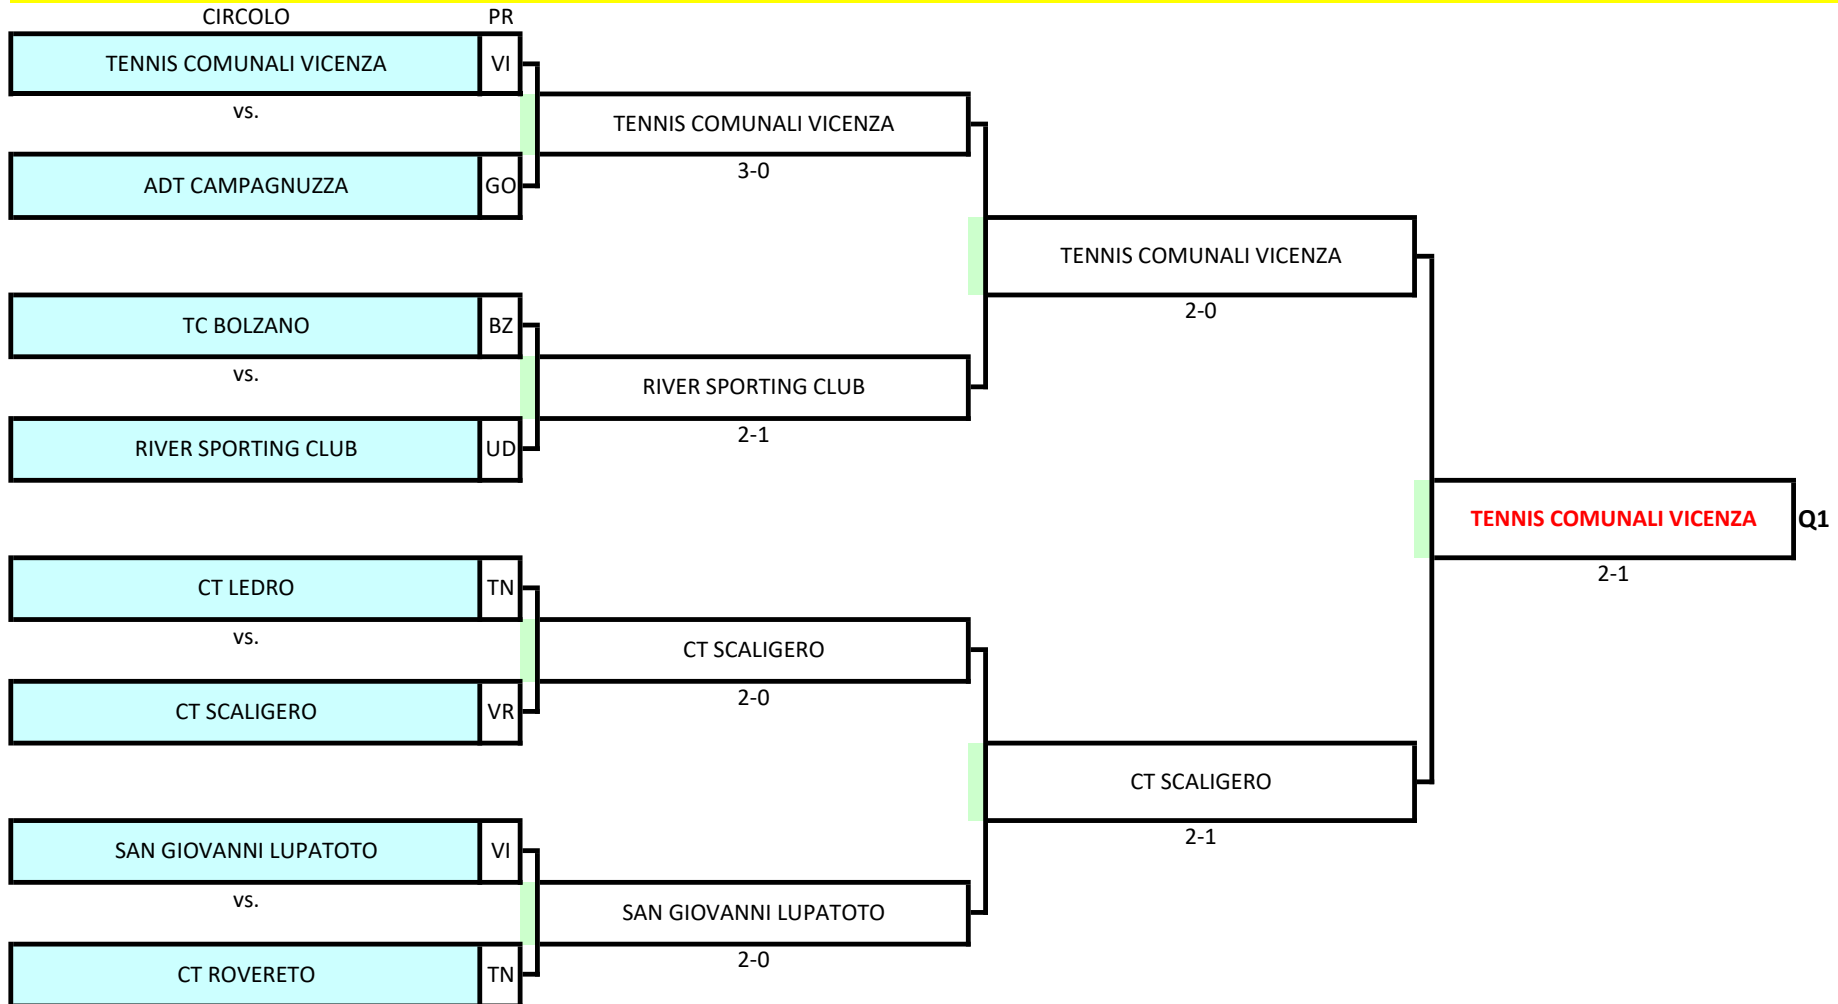 CIRCOLO PR
TENNIS COMUNALI VICENZA VI
vs.
TENNIS COMUNALI VICENZA
3-0
ADT CAMPAGNUZZA GO
TENNIS COMUNALI VICENZA
2-0
TC BOLZANO BZ
vs.
RIVER SPORTING CLUB
2-1
RIVER SPORTING CLUB UD
TENNIS COMUNALI VICENZA Q1
2-1
CT LEDRO TN
vs.
CT SCALIGERO
2-0
CT SCALIGERO VR
CT SCALIGERO
2-1
SAN GIOVANNI LUPATOTO VI
vs.
SAN GIOVANNI LUPATOTO
2-0
CT ROVERETO TN